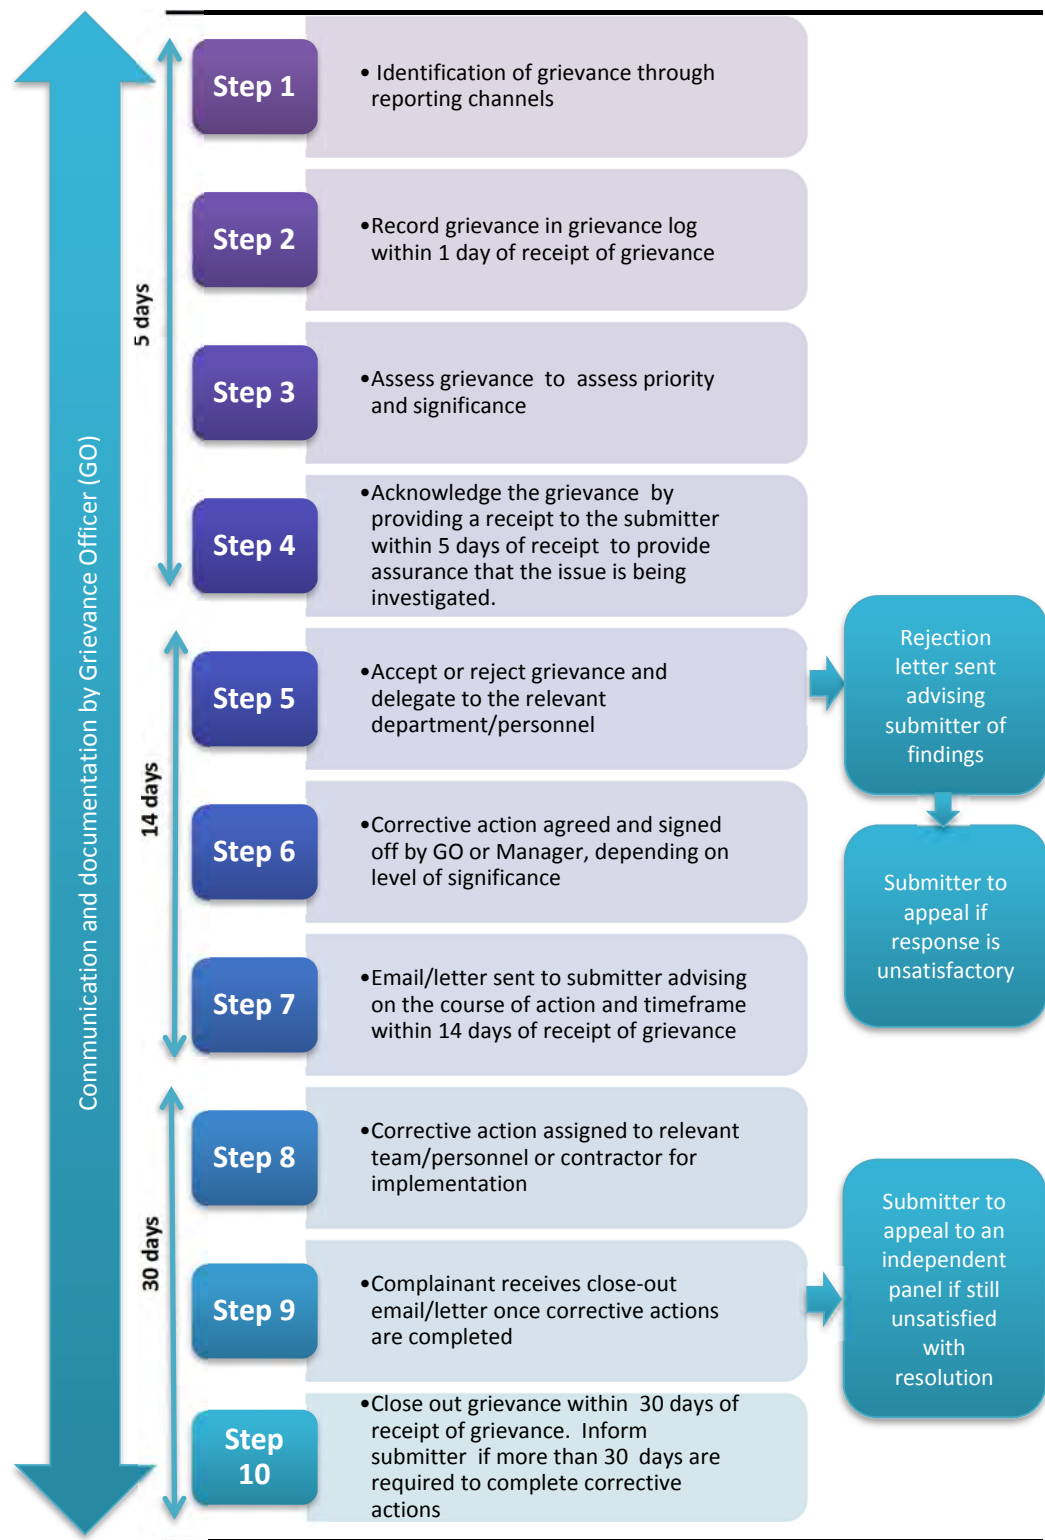 Communication and documentation by Grievance Officer (GO)
5 days
Step 1
• Identification of grievance through
reporting channels
Step 2
•Record grievance in grievance log
within 1 day of receipt of grievance
Step 3
•Assess grievance to assess priority
and significance
Step 4
•Acknowledge the grievance by
providing a receipt to the submitter
within 5 days of receipt to provide
assurance that the issue is being
investigated.
14 days
Step 5
•Accept or reject grievance and
delegate to the relevant
department/personnel
Rejection
letter sent
advising
submitter of
findings
Submitter to
appeal if
response is
unsatisfactory
Step 6
•Corrective action agreed and signed
off by GO or Manager, depending on
level of significance
Step 7
•Email/letter sent to submitter advising
on the course of action and timeframe
within 14 days of receipt of grievance
30 days
Step 8
•Corrective action assigned to relevant
team/personnel or contractor for
implementation
Step 9
•Complainant receives close-out
email/letter once corrective actions
are completed
Submitter to
appeal to an
independent
panel if still
unsatisfied
with
resolution
Step
10
•Close out grievance within 30 days of
receipt of grievance. Inform
submitter if more than 30 days are
required to complete corrective
actions